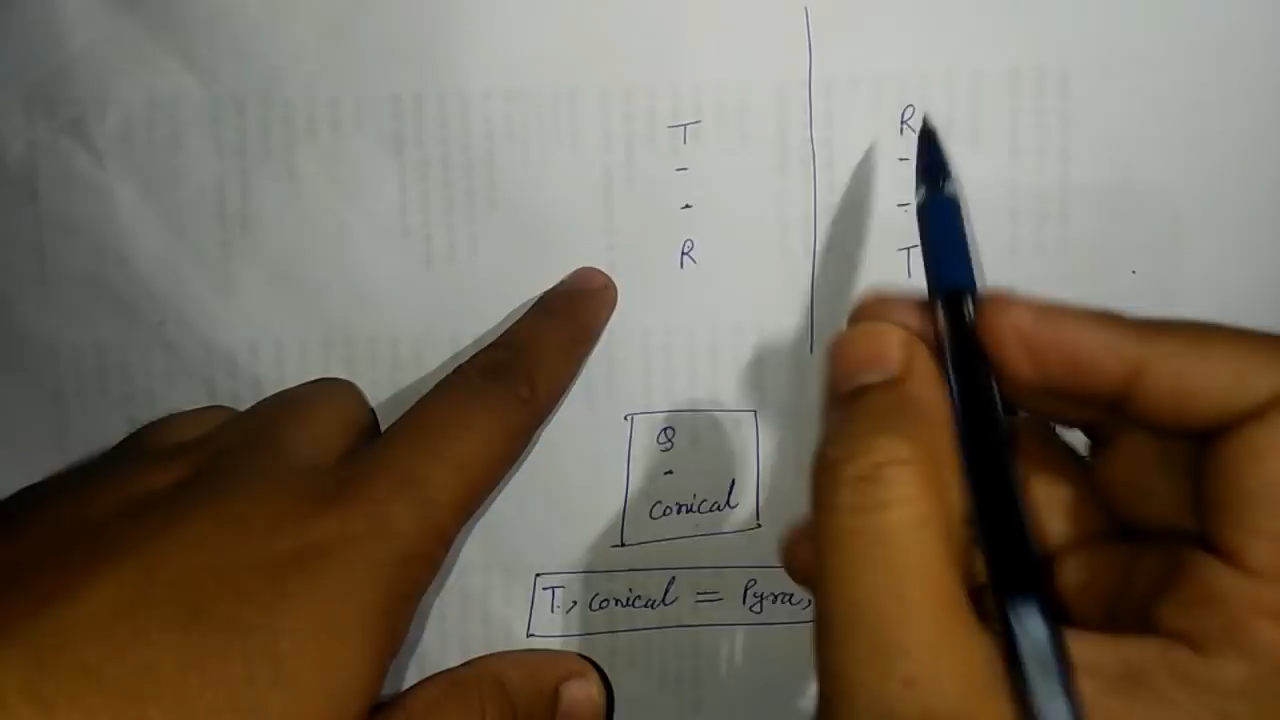 T
-
-
R
R
-
-
T
Q
-
conical
T, conical = Pyra,